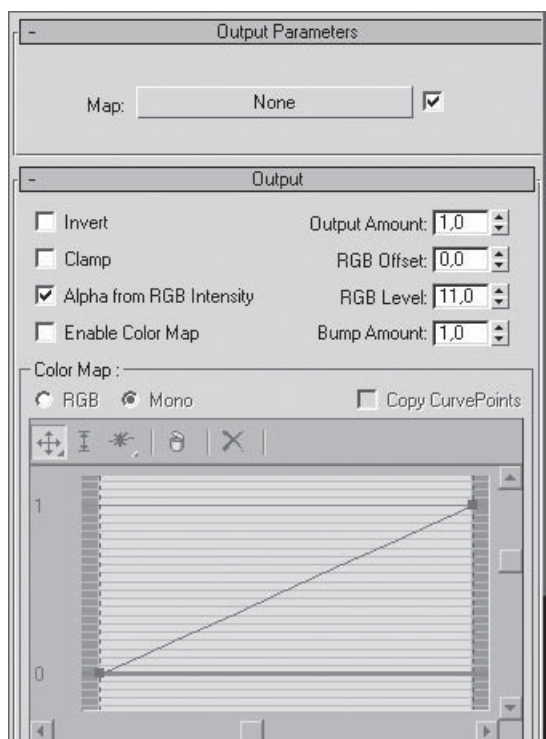 - Output Parameters
Map: None
- Output
Invert Output Amount: 1,0
Clamp RGB Offset: 0,0
Alpha from RGB Intensity RGB Level: 11,0
Enable Color Map Bump Amount: 1,0
Color Map :
RGB Mono Copy CurvePoints
1
0